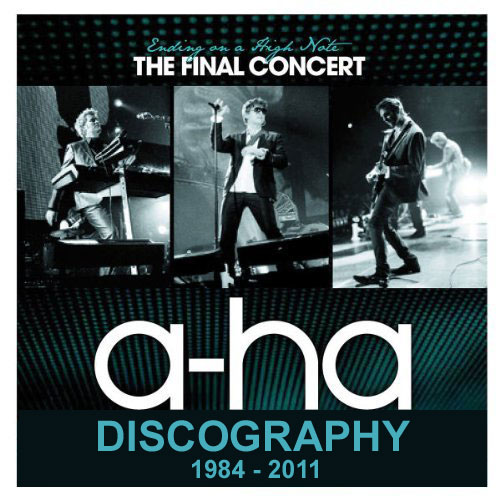 Ending on a High Note
THE FINAL CONCERT
a-ha
DISCOGRAPHY
1984 - 2011